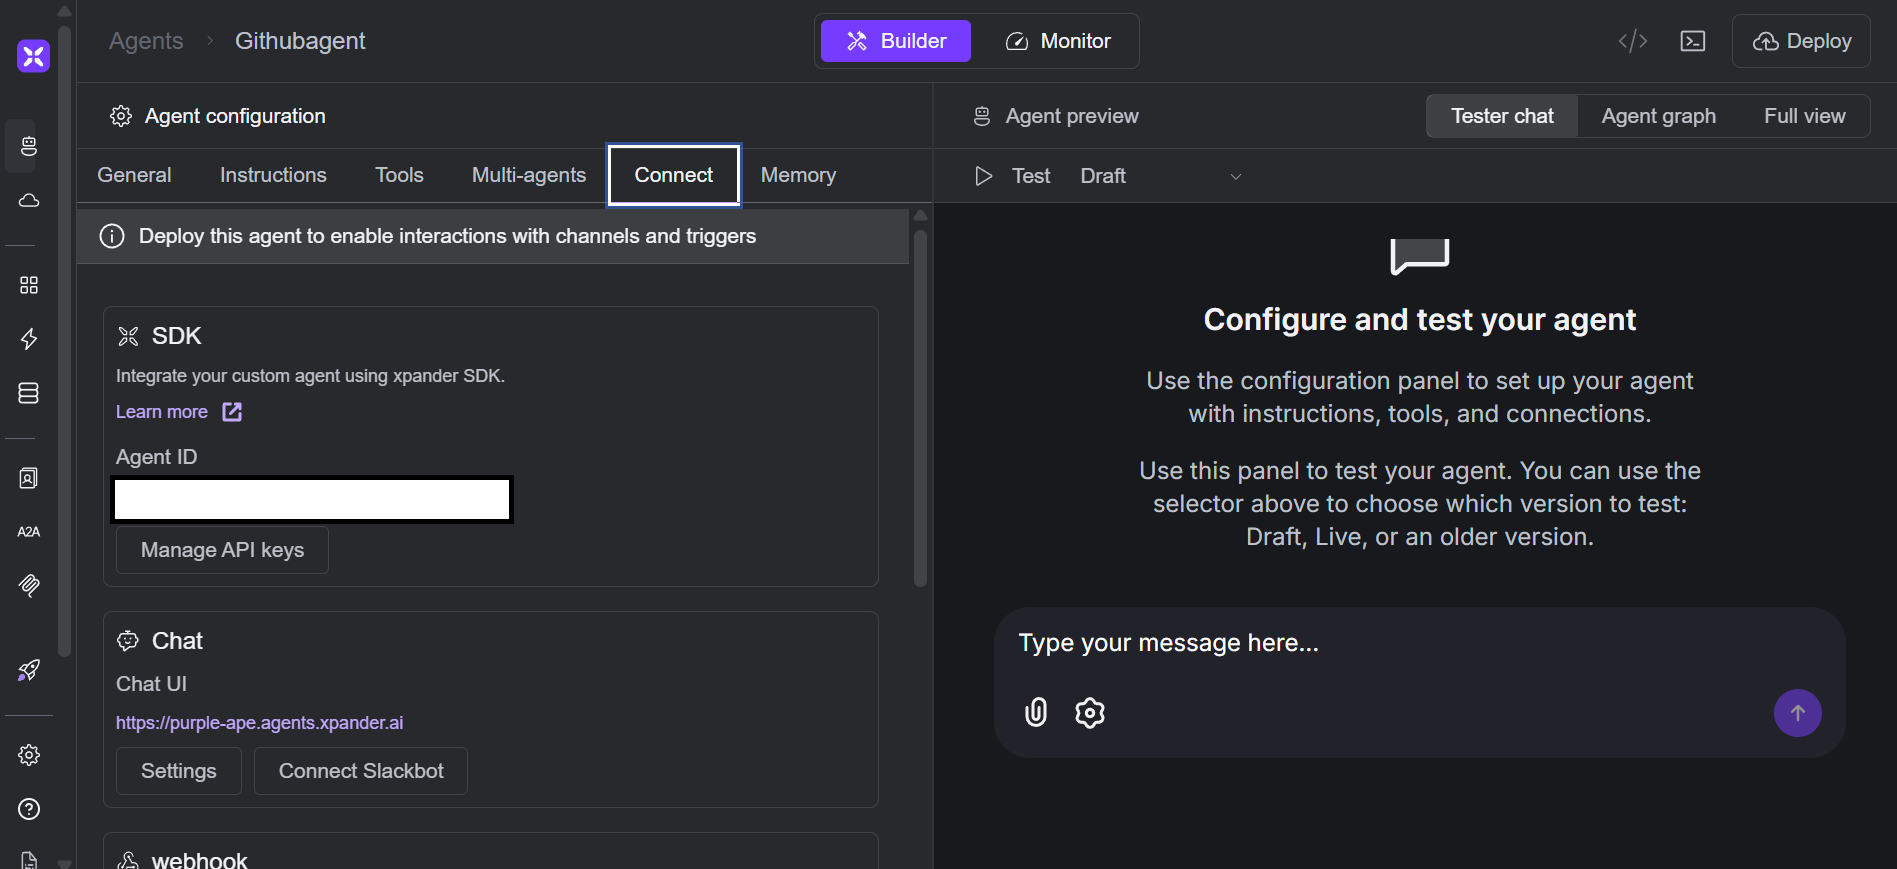 Agents > Githubagent
Builder
Monitor
Deploy
Agent configuration
General
Instructions
Tools
Multi-agents
Connect
Memory
Deploy this agent to enable interactions with channels and triggers
SDK
Integrate your custom agent using xpander SDK.
Learn more
Agent ID
Manage API keys
Chat
Chat UI
https://purple-ape.agents.xpander.ai
Settings
Connect Slackbot
webhook
A2A
Agent preview
Tester chat
Agent graph
Full view
Test
Draft
Configure and test your agent
Use the configuration panel to set up your agent
with instructions, tools, and connections.
Use this panel to test your agent. You can use the
selector above to choose which version to test:
Draft, Live, or an older version.
Type your message here...